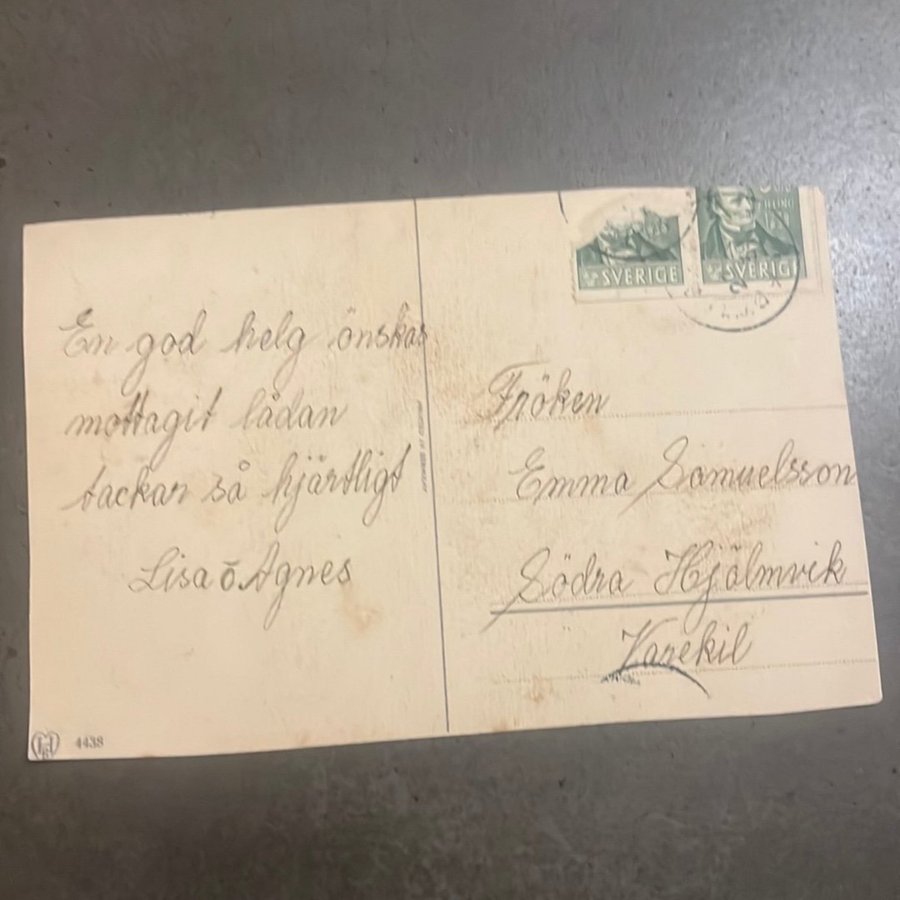 En god helg önskas
mottagit lådan
tackar så hjärtligt
Lisa o Agnes
4438
SVERIGE
SVERIGE
Fröken
Emma Samuelsson
Södra Hjälmvik
Varekil